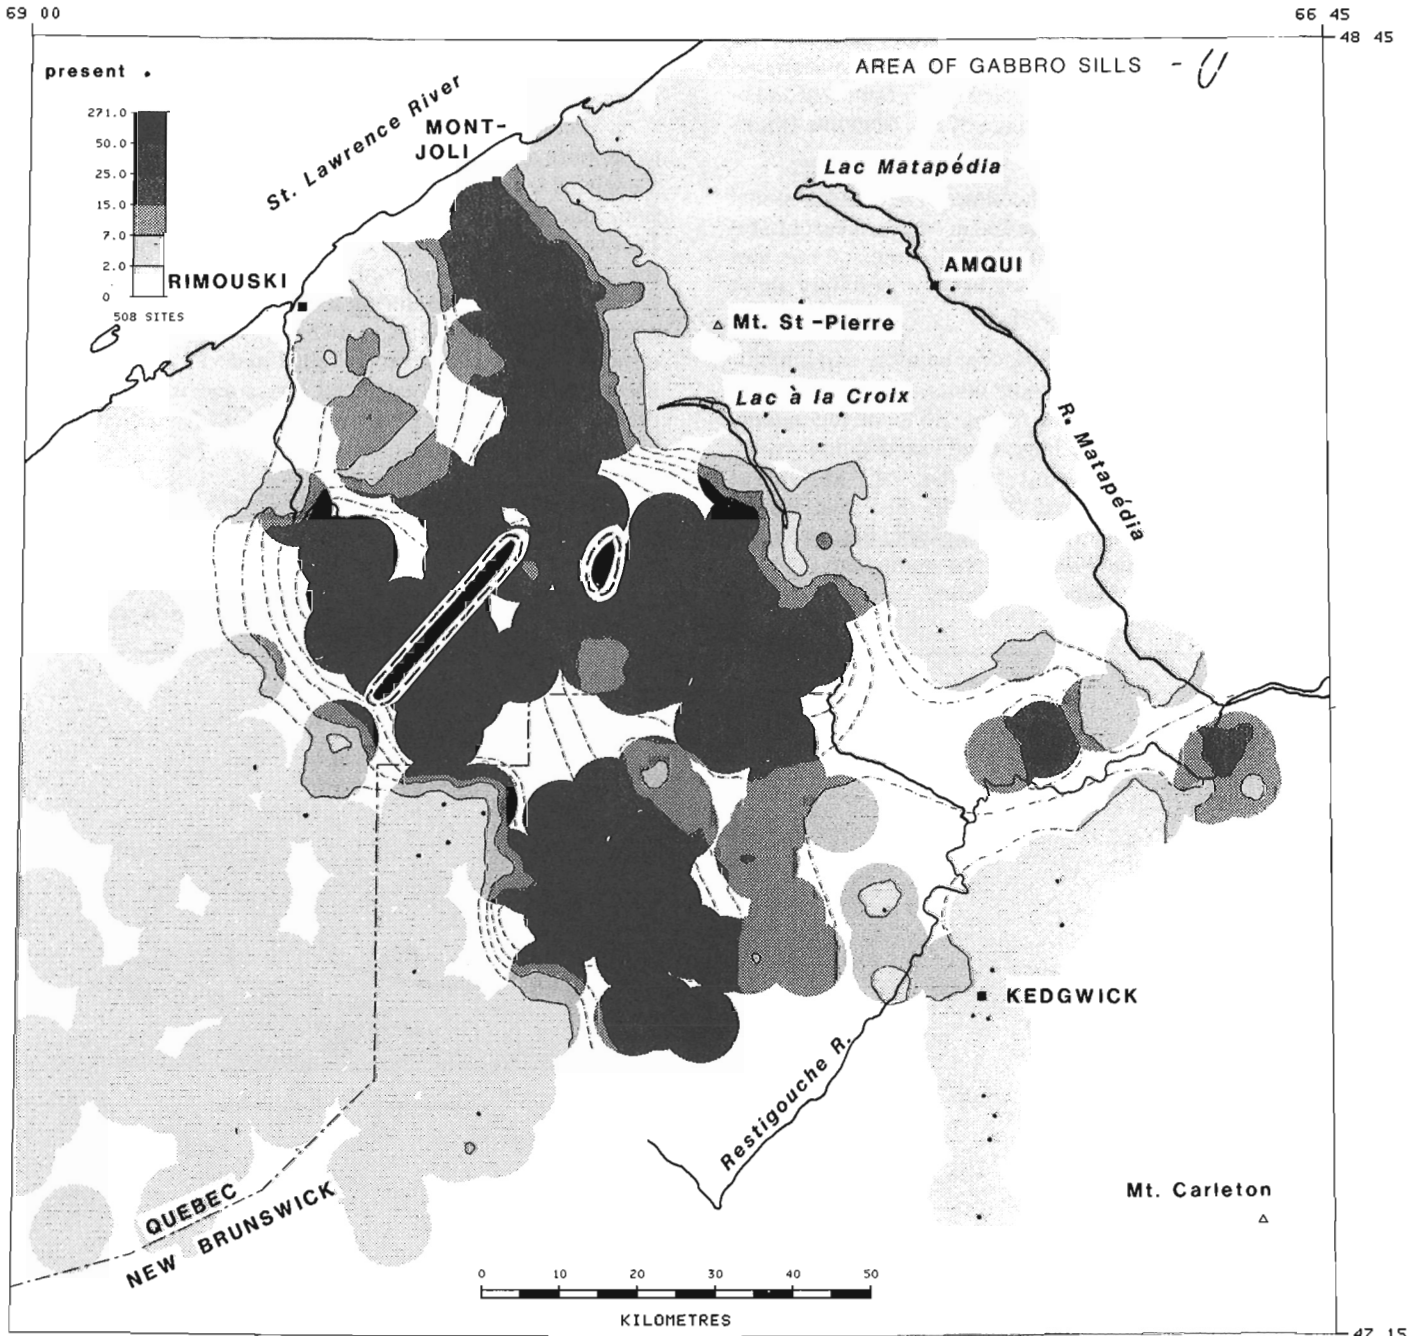 69 00
66 45
48 45
present
AREA OF GABBRO SILLS -
St. Lawrence River
MONT-
JOLI
271.0
50.0
25.0
15.0
7.0
2.0
0
508 SITES
RIMOUSKI
Lac Matapédia
AMQUI
Mt. St-Pierre
Lac à la Croix
R. Matapédia
KEDGWICK
Restigouche R.
Mt. Carleton
QUEBEC
NEW BRUNSWICK
0 10 20 30 40 50
KILOMETRES
47 15